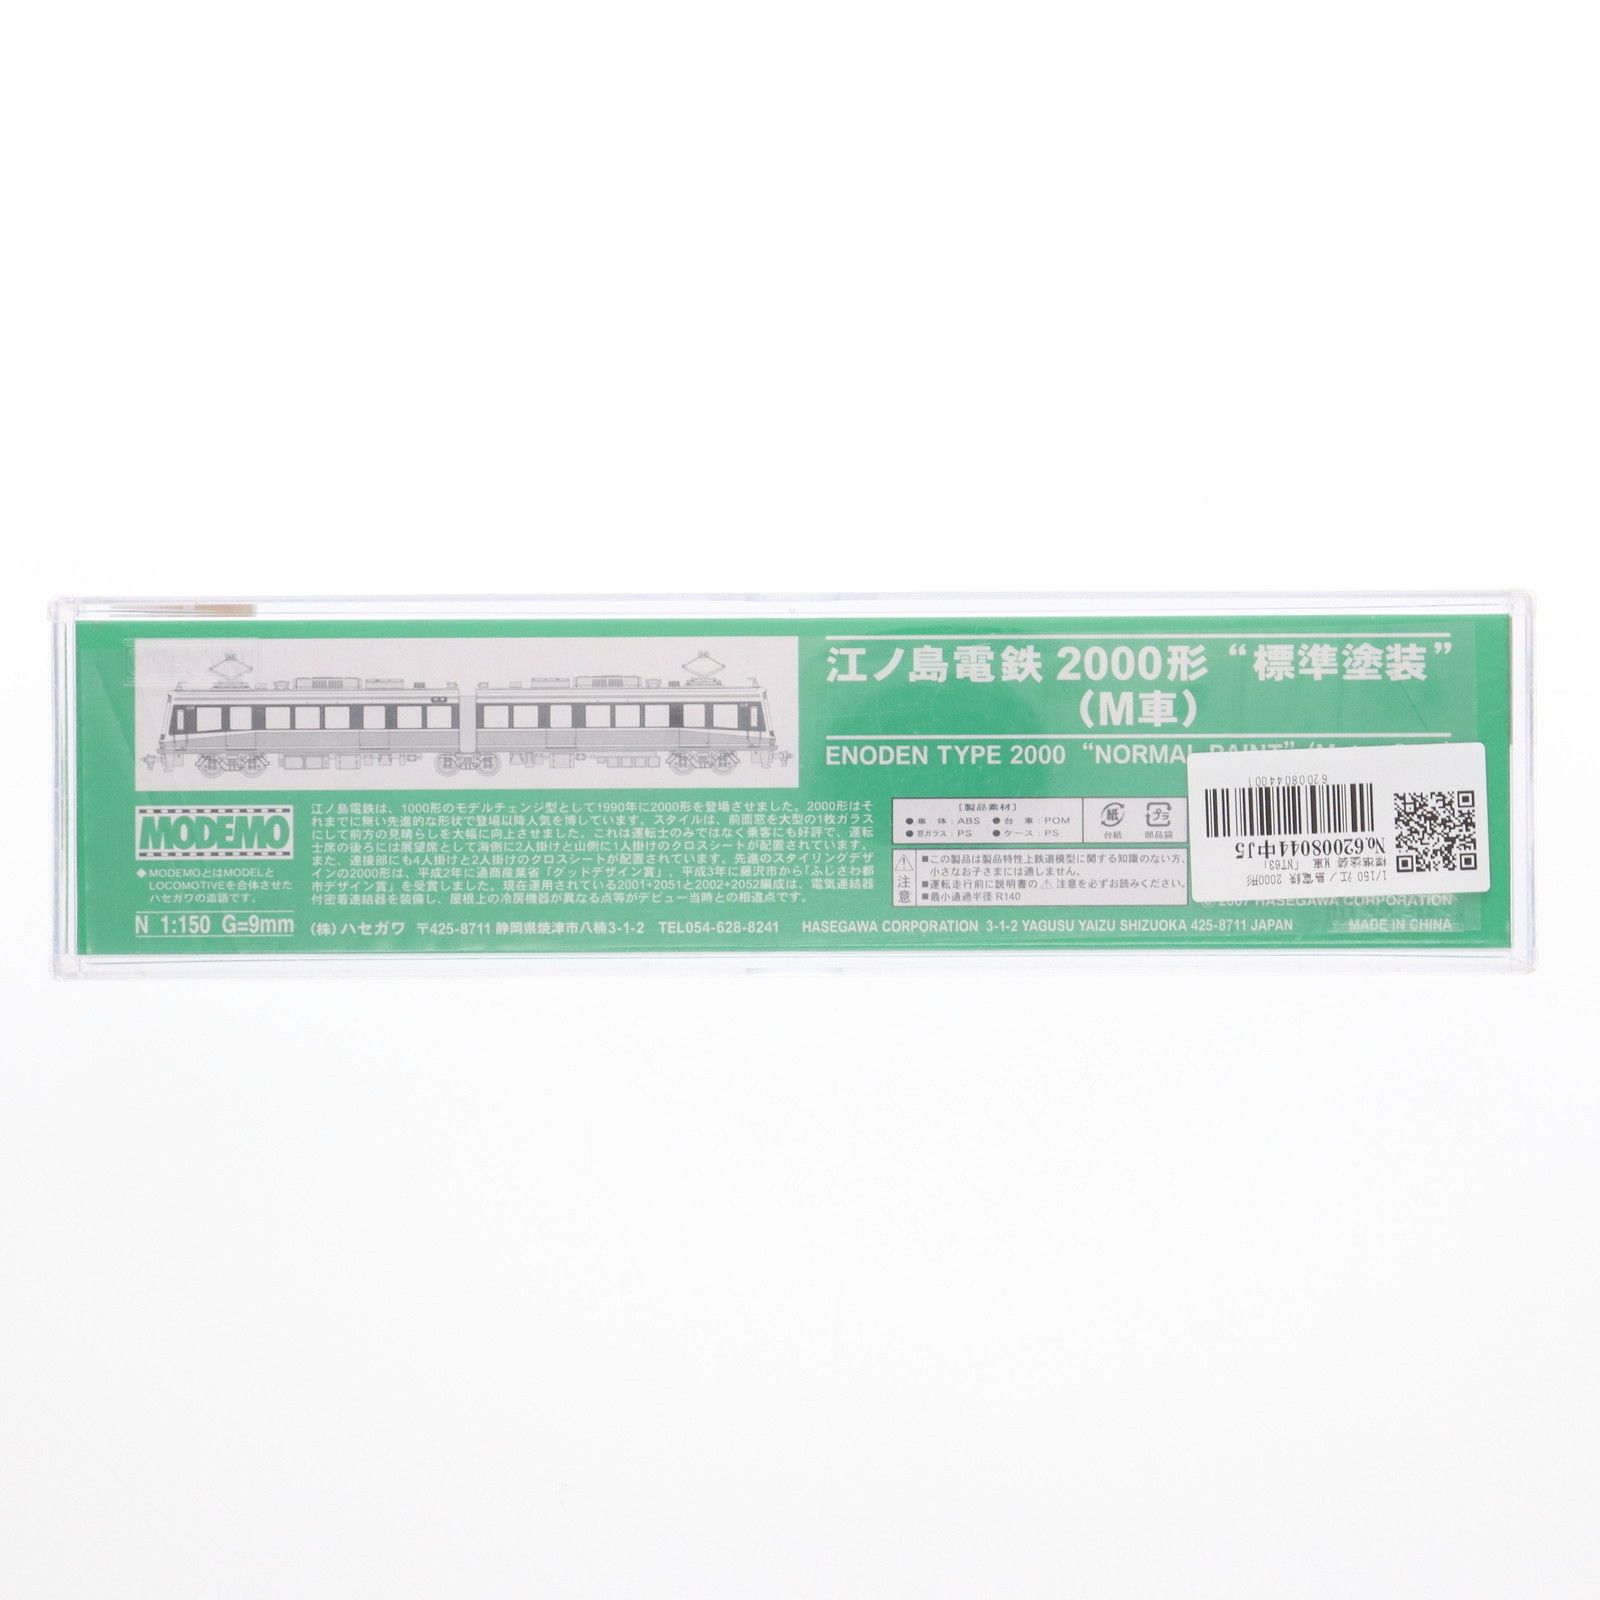 江ノ島電鉄 2000形 “標準塗装”
（M車）
ENODEN TYPE 2000 “NORMAL PAINT”
MODEMO
◆MODEMOとはMODELと
LOCOMOTIVEを合体させた
ハセガワの造語です。
N 1:150 G=9mm
江ノ島電鉄は、1000形のモデルチェンジ型として1990年に2000形を登場させました。2000形はそ
れまでに無い先進的な形状で登場以降人気を博しています。スタイルは、前面窓を大型の1枚ガラス
にして前方の見晴らしを大幅に向上させました。これは運転士のみではなく乗客にも好評で、運転
士席の後ろには展望席として海側に2人掛けと山側に1人掛けのクロスシートが配置されています。
また、連接部にも4人掛けと2人掛けのクロスシートが配置されています。先進のスタイリングデザ
インの2000形は、平成2年に通商産業省「グッドデザイン賞」、平成3年に藤沢市から「ふじさわ都
市デザイン賞」を受賞しました。現在運用されている2001+2051と2002+2052編成は、電気連結器
付密着連結器を装備し、屋根上の冷房機器が異なる点等がデビュー当時との相違点です。
［製品素材］
●車 体：ABS ●台 車：POM
●窓ガラス：PS ●ケース：PS
紙
台紙
プラ
部品袋
注意
■この製品は製品特性上鉄道模型に関する知識のない方、
小さなお子さまには適しません。
■運転走行前に説明書の⚠注意を必ずお読みください。
■最小通過半径 R140
62008044001
No.62008044中J5
1/150 江ノ島電鉄 2000形
標準塗装 M車「NT63」
© 2007 HASEGAWA CORPORATION
(株) ハセガワ 〒425-8711 静岡県焼津市八楠3-1-2 TEL054-628-8241 HASEGAWA CORPORATION 3-1-2 YAGUSU YAIZU SHIZUOKA 425-8711 JAPAN MADE IN CHINA